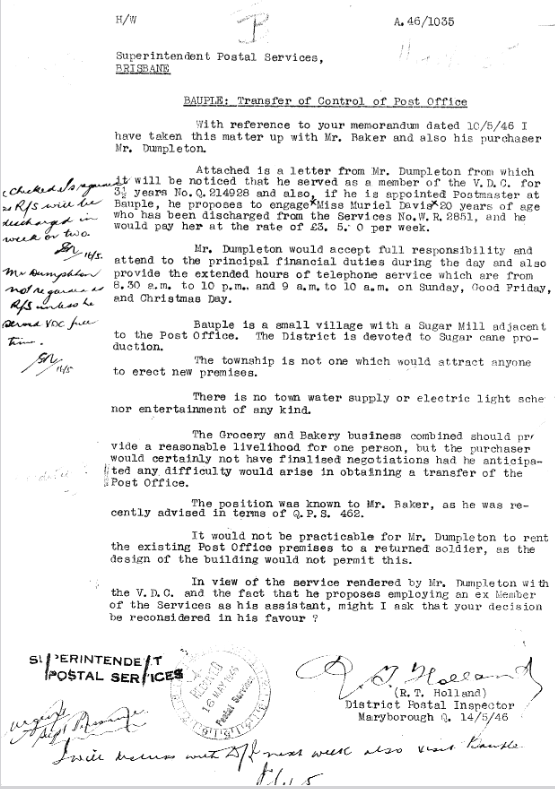 H/W
A.46/1035
Superintendent Postal Services,
BRISBANE
BAUPLE: Transfer of Control of Post Office
With reference to your memorandum dated 10/5/46 I
have taken this matter up with Mr. Baker and also his purchaser
Mr. Dumpleton.
Attached is a letter from Mr. Dumpleton from which
it will be noticed that he served as a member of the V.D.C. for
3½ years No.Q.214928 and also, if he is appointed Postmaster at
Bauple, he proposes to engage Miss Muriel Davis 20 years of age
who has been discharged from the Services No.W.R.2851, and he
would pay her at the rate of £3. 5. 0 per week.
Mr. Dumpleton would accept full responsibility and
attend to the principal financial duties during the day and also
provide the extended hours of telephone service which are from
8.30 a.m. to 10 p.m., and 9 a.m. to 10 a.m. on Sunday, Good Friday,
and Christmas Day.
Bauple is a small village with a Sugar Mill adjacent
to the Post Office. The District is devoted to Sugar cane pro-
duction.
The township is not one which would attract anyone
to erect new premises.
There is no town water supply or electric light sche
nor entertainment of any kind.
The Grocery and Bakery business combined should pr
vide a reasonable livelihood for one person, but the purchaser
would certainly not have finalised negotiations had he anticipa-
ted any difficulty would arise in obtaining a transfer of the
Post Office.
The position was known to Mr. Baker, as he was re-
cently advised in terms of Q.P.S. 462.
It would not be practicable for Mr. Dumpleton to rent
the existing Post Office premises to a returned soldier, as the
design of the building would not permit this.
In view of the service rendered by Mr. Dumpleton with
the V.D.C. and the fact that he proposes employing an ex Member
of the Services as his assistant, might I ask that your decision
be reconsidered in his favour ?
as R/S will be
discharged in
week or two.
16/5.
Mr Dumpleton
not regarded as
R/S unless he
served VDC full
time.
16/5
SUPERINTENDENT
POSTAL SERVICES
RECEIVED
16 MAY 1946
Postal Services
R T Holland
(R.T. Holland)
District Postal Inspector
Maryborough Q. 14/5/46
urgent
I will discuss with D/I next week also visit Bauple